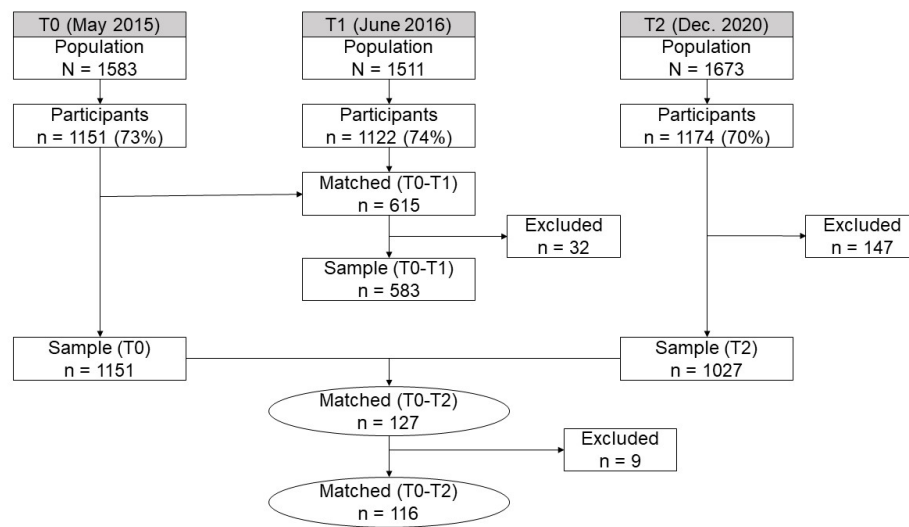 T0 (May 2015)
Population
N = 1583
T1 (June 2016)
Population
N = 1511
T2 (Dec. 2020)
Population
N = 1673
Participants
n = 1151 (73%)
Participants
n = 1122 (74%)
Participants
n = 1174 (70%)
Matched (T0-T1)
n = 615
Excluded
n = 32
Excluded
n = 147
Sample (T0-T1)
n = 583
Sample (T0)
n = 1151
Sample (T2)
n = 1027
Matched (T0-T2)
n = 127
Excluded
n = 9
Matched (T0-T2)
n = 116